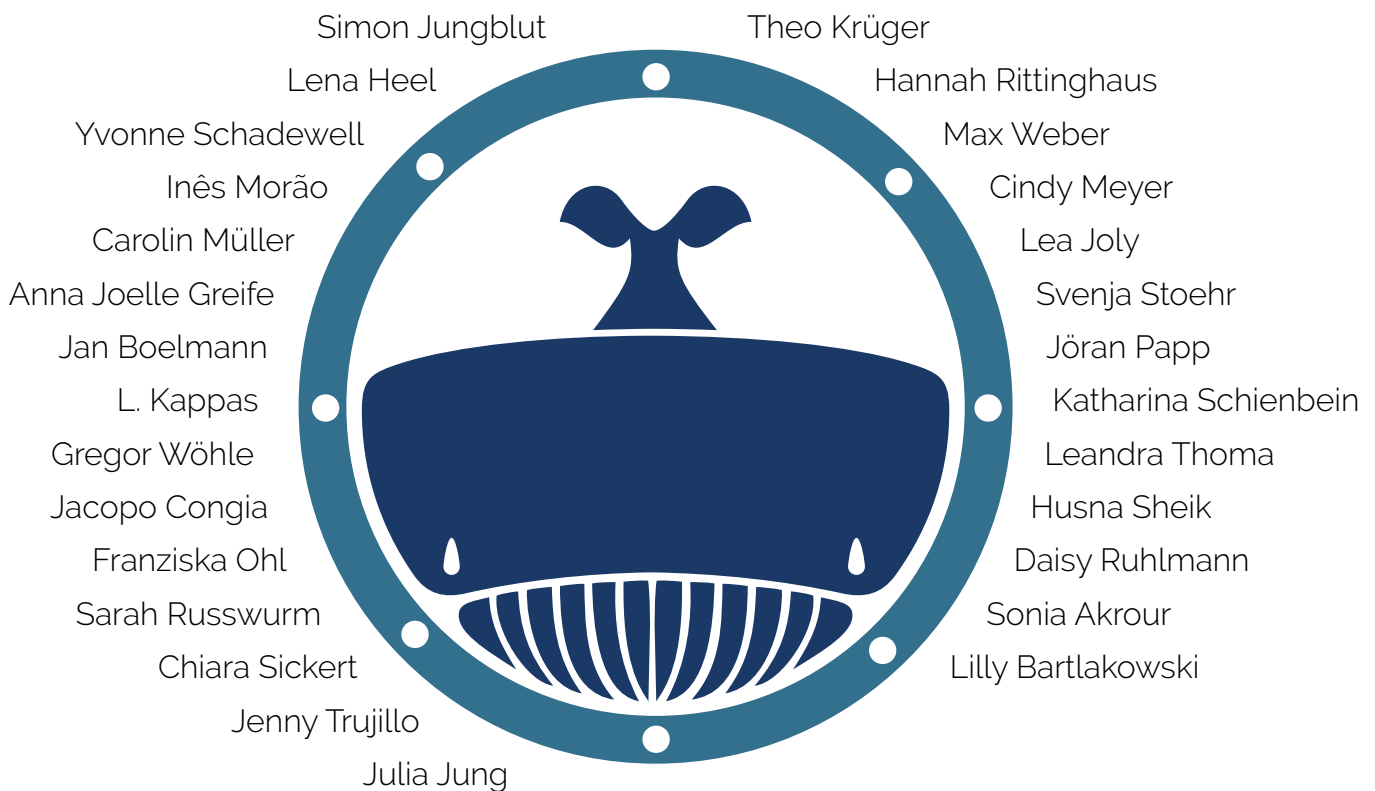 Simon Jungblut
Lena Heel
Yvonne Schadewell
Inês Morão
Carolin Müller
Anna Joelle Greife
Jan Boelmann
L. Kappas
Gregor Wöhle
Jacopo Congia
Franziska Ohl
Sarah Russwurm
Chiara Sickert
Jenny Trujillo
Julia Jung
Theo Krüger
Hannah Rittinghaus
Max Weber
Cindy Meyer
Lea Joly
Svenja Stoehr
Jöran Papp
Katharina Schienbein
Leandra Thoma
Husna Sheik
Daisy Ruhlmann
Sonia Akrour
Lilly Bartlakowski